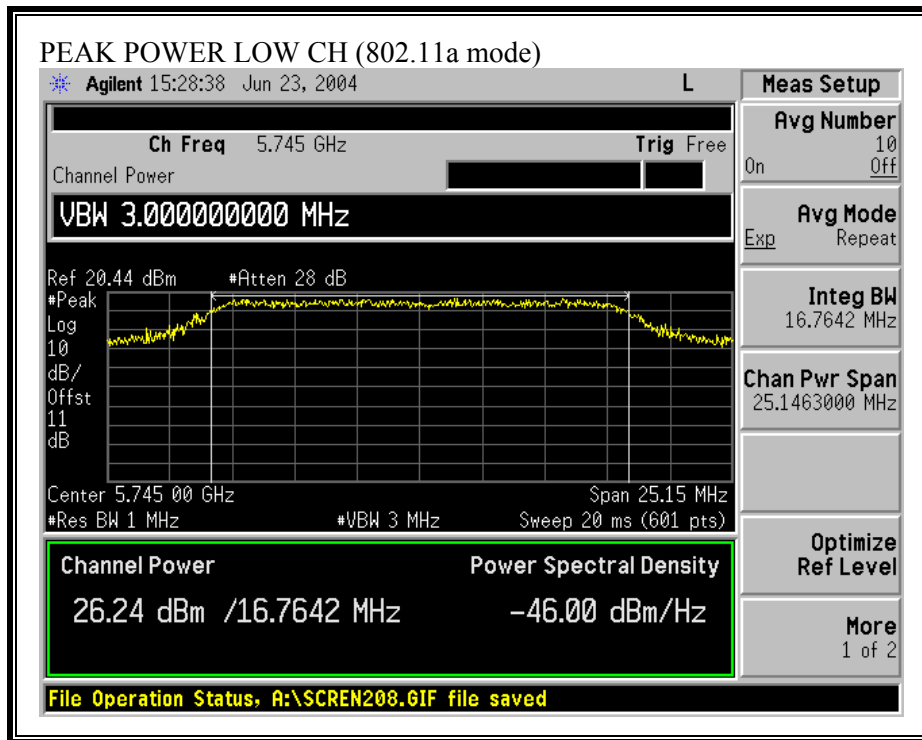 PEAK POWER LOW CH (802.11a mode)
Agilent 15:28:38 Jun 23, 2004 L
Meas Setup
Ch Freq 5.745 GHz Trig Free
Channel Power
VBW 3.000000000 MHz
Ref 20.44 dBm #Atten 28 dB
#Peak
Log
10
dB/
Offst
11
dB
Center 5.745 00 GHz Span 25.15 MHz
#Res BW 1 MHz #VBW 3 MHz Sweep 20 ms (601 pts)
Channel Power Power Spectral Density
26.24 dBm /16.7642 MHz -46.00 dBm/Hz
File Operation Status, A:\SCREN208.GIF file saved
Avg Number
10
On Off
Avg Mode
Exp Repeat
Integ BW
16.7642 MHz
Chan Pwr Span
25.1463000 MHz
Optimize
Ref Level
More
1 of 2